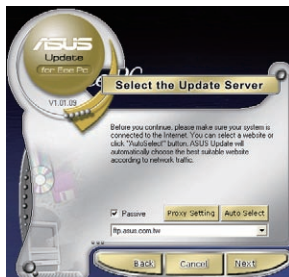 ASUS
Update
for Eee Pc
V1.01.09
Select the Update Server
Before you continue, please make sure your system is
connected to the Internet. You can select a website or
click "AutoSelect" button. ASUS Update will
automatically choose the best suitable website
according to network traffic.
Passive
Proxy Setting
Auto Select
ftp.asus.com.tw
Back
Cancel
Next